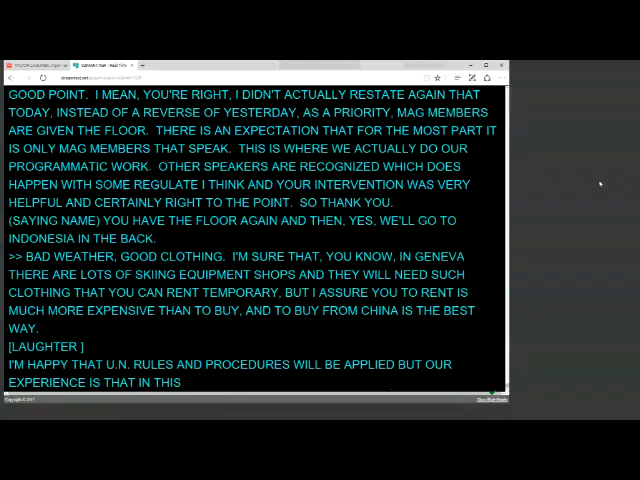 GOOD POINT. I MEAN, YOU'RE RIGHT, I DIDN'T ACTUALLY RESTATE AGAIN THAT
TODAY, INSTEAD OF A REVERSE OF YESTERDAY, AS A PRIORITY, MAG MEMBERS
ARE GIVEN THE FLOOR. THERE IS AN EXPECTATION THAT FOR THE MOST PART IT
IS ONLY MAG MEMBERS THAT SPEAK. THIS IS WHERE WE ACTUALLY DO OUR
PROGRAMMATIC WORK. OTHER SPEAKERS ARE RECOGNIZED WHICH DOES
HAPPEN WITH SOME REGULATE I THINK AND YOUR INTERVENTION WAS VERY
HELPFUL AND CERTAINLY RIGHT TO THE POINT. SO THANK YOU.
(SAYING NAME) YOU HAVE THE FLOOR AGAIN AND THEN, YES, WE'LL GO TO
INDONESIA IN THE BACK.
>> BAD WEATHER, GOOD CLOTHING. I'M SURE THAT, YOU KNOW, IN GENEVA
THERE ARE LOTS OF SKIING EQUIPMENT SHOPS AND THEY WILL NEED SUCH
CLOTHING THAT YOU CAN RENT TEMPORARY, BUT I ASSURE YOU TO RENT IS
MUCH MORE EXPENSIVE THAN TO BUY, AND TO BUY FROM CHINA IS THE BEST
WAY.
[LAUGHTER ]
I'M HAPPY THAT U.N. RULES AND PROCEDURES WILL BE APPLIED BUT OUR
EXPERIENCE IS THAT IN THIS